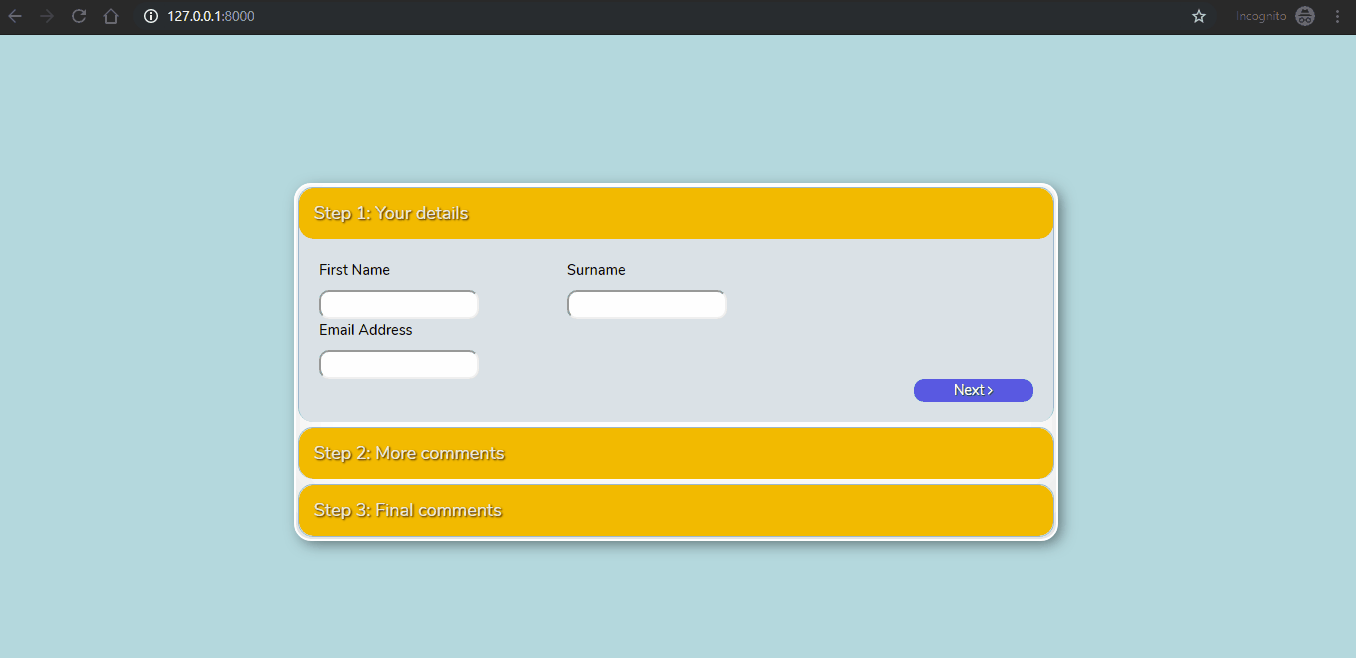 127.0.0.1:8000
Incognito
Step 1: Your details
First Name
Surname
Email Address
Next >
Step 2: More comments
Step 3: Final comments